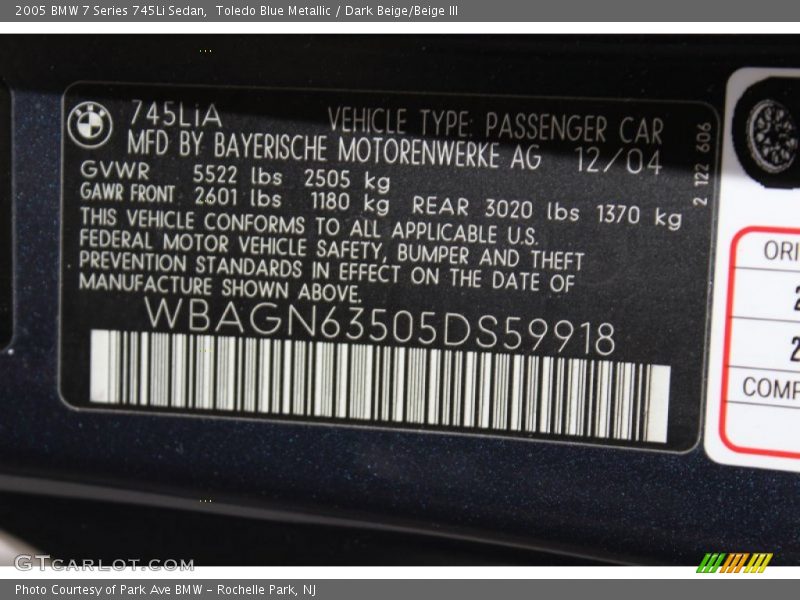 2005 BMW 7 Series 745Li Sedan,  Toledo Blue Metallic / Dark Beige/Beige III
745LiA
VEHICLE TYPE: PASSENGER CAR
MFD BY BAYERISCHE MOTORENWERKE AG 12/04
GVWR 5522 lbs 2505 kg
GAWR FRONT 2601 lbs 1180 kg REAR 3020 lbs 1370 kg
THIS VEHICLE CONFORMS TO ALL APPLICABLE U.S.
FEDERAL MOTOR VEHICLE SAFETY, BUMPER AND THEFT
PREVENTION STANDARDS IN EFFECT ON THE DATE OF
MANUFACTURE SHOWN ABOVE.
WBAGN63505DS59918
2 122 606
ORI
2
2
COMP
GTCARLOT.COM
Photo Courtesy of Park Ave BMW - Rochelle Park, NJ